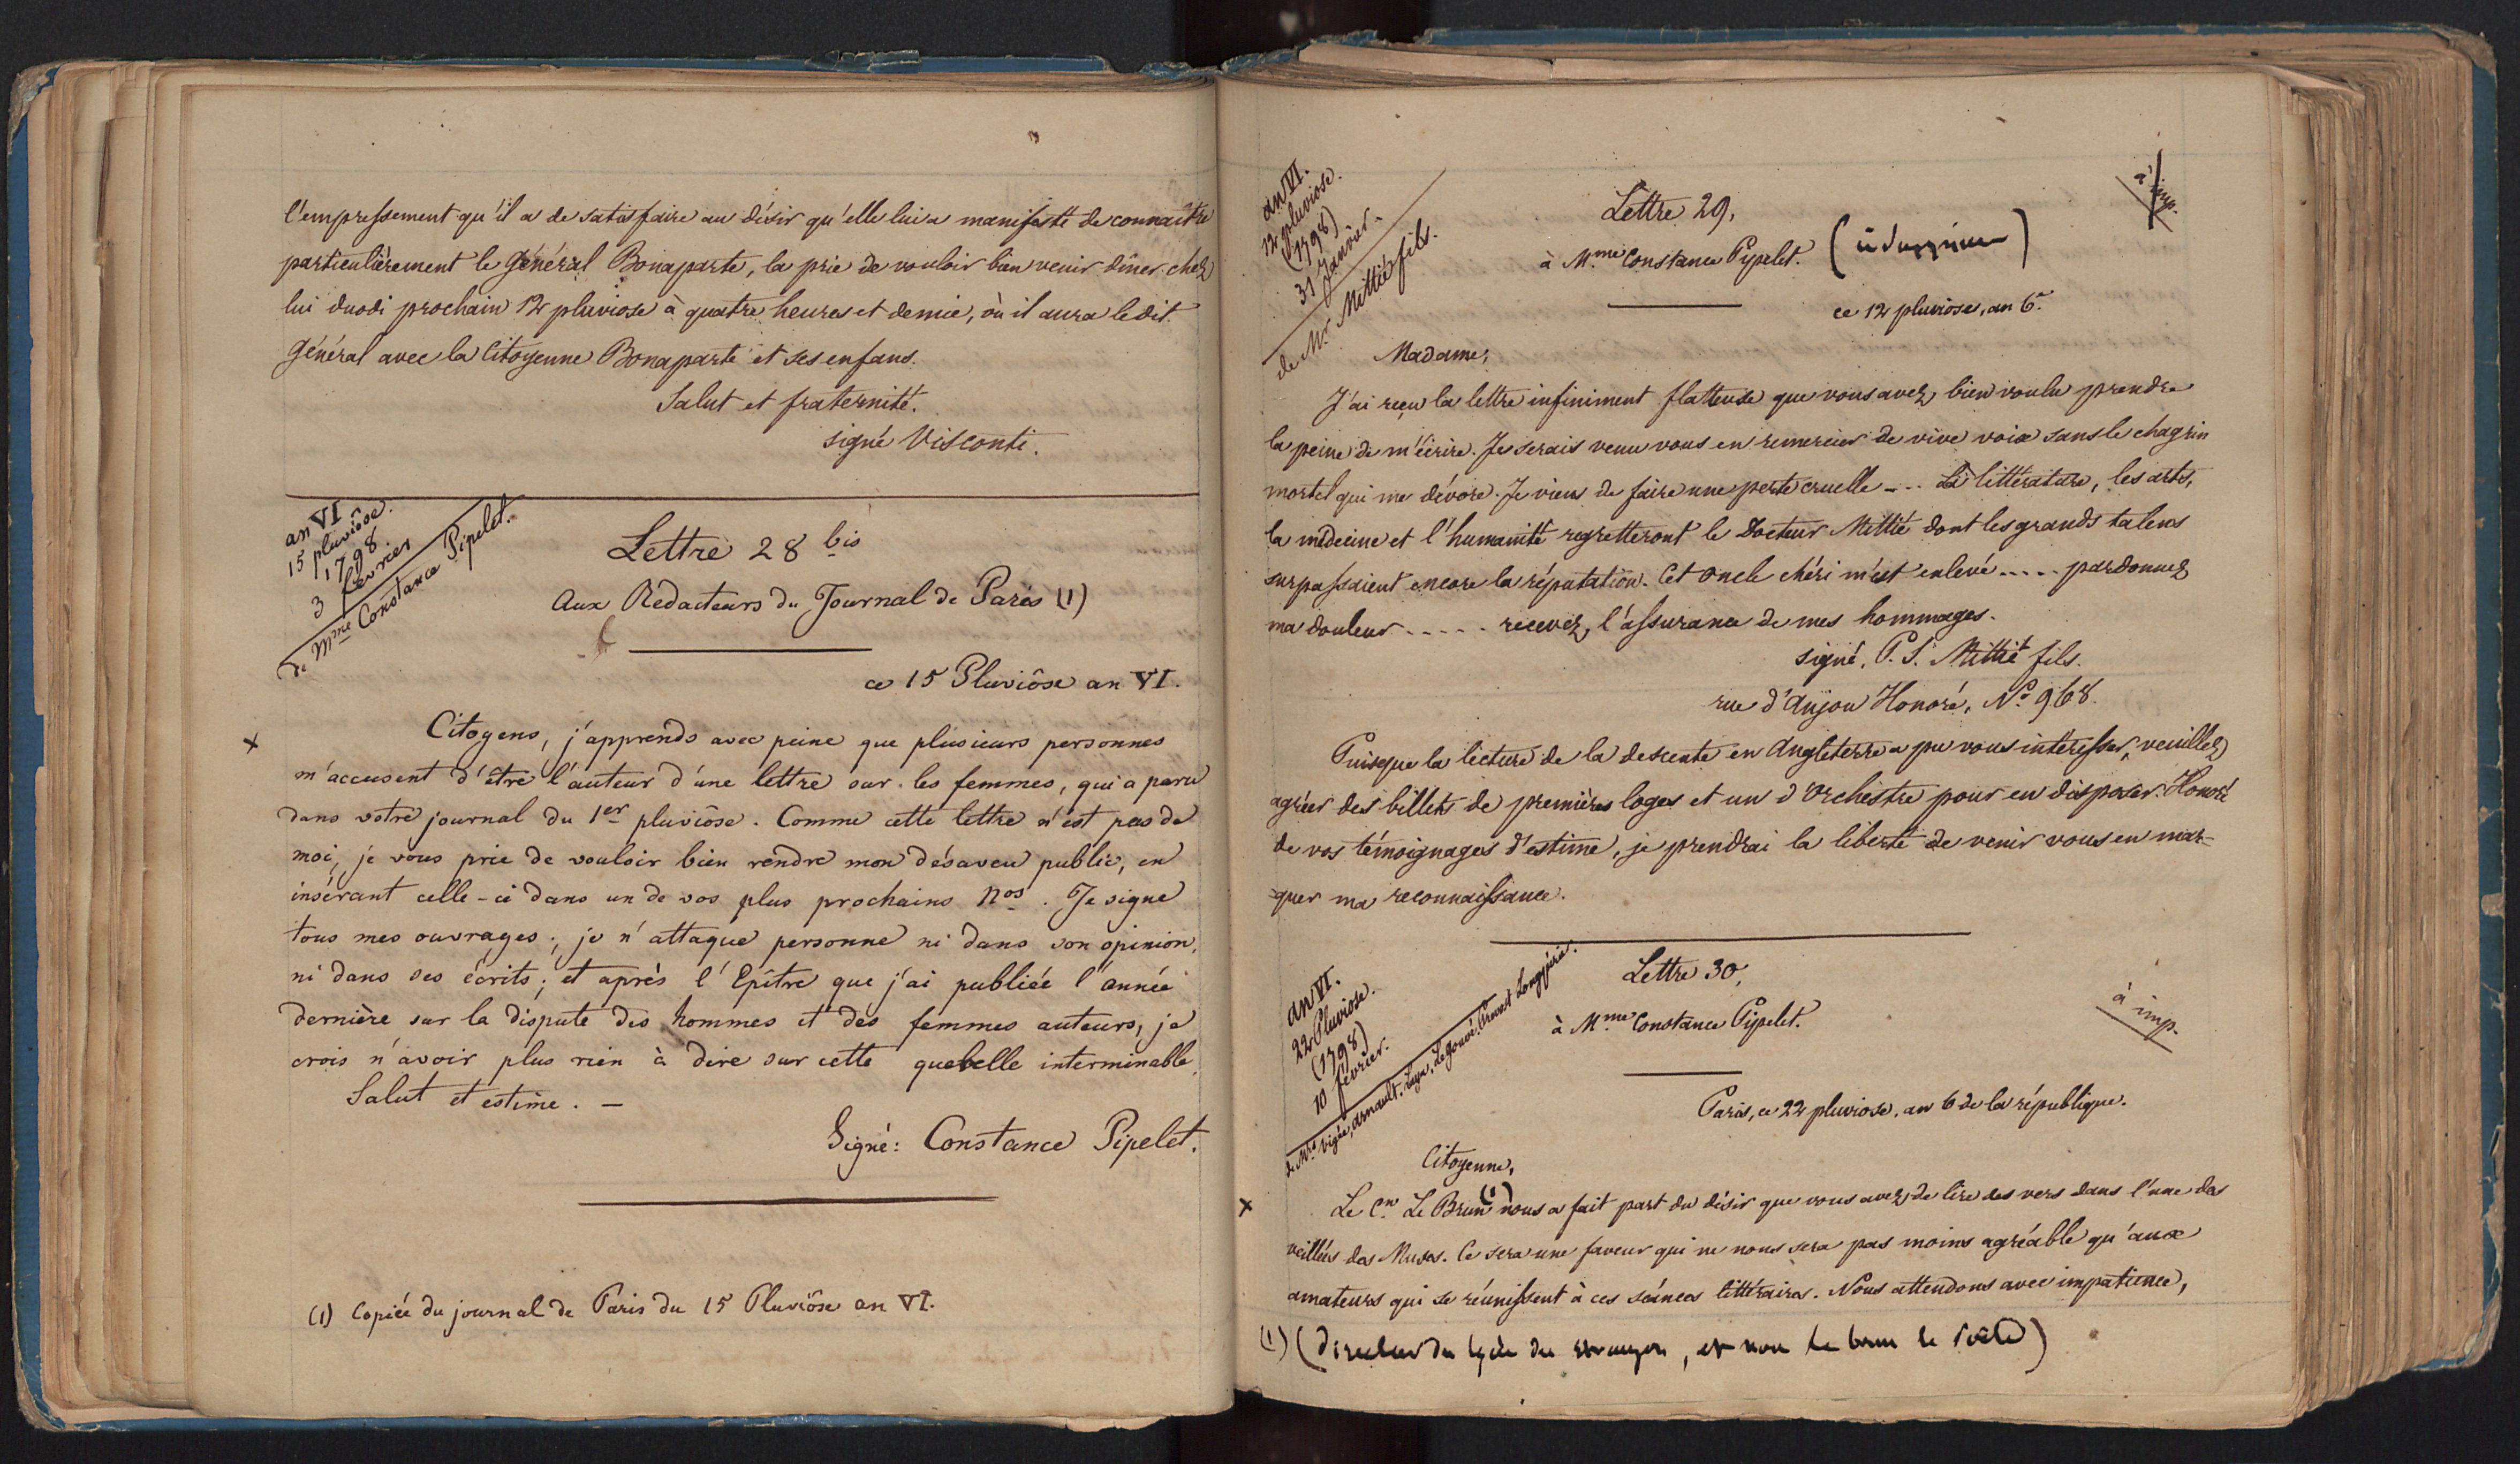 l'empressement qu'il a de satisfaire au désir qu'elle lui a manifesté de connaitre
particulièrement le Général Bonaparte, la prie de vouloir bien venir dîner chez
lui duodi prochain 12 pluviose à quatre heures et demie, où il aura le dit
Général avec la Citoyenne Bonaparte et ses enfans.
Salut et fraternité.
signé Visconti.
an VI
15 pluviôse.
1798
3 février
de Mme Constance Pipelet.
Lettre 28 bis
Aux Rédacteurs du Journal de Paris (1)
ce 15 Pluviôse an VI.
Citoyens, j'apprends avec peine que plusieurs personnes
m'accusent d'être l'auteur d'une lettre sur les femmes, qui a paru
dans votre journal du 1er pluviôse. Comme cette lettre n'est pas de
moi, je vous prie de vouloir bien rendre mon désaveu public, en
insérant celle-ci dans un de vos plus prochains Nos. Je signe
tous mes ouvrages; je n'attaque personne ni dans son opinion,
ni dans ses écrits; et après l'Epître que j'ai publiée l'année
dernière sur la dispute des hommes et des femmes auteurs, je
crois n'avoir plus rien à dire sur cette querelle interminable.
Salut et estime. —
Signé: Constance Pipelet.
(1) Copiée du journal de Paris du 15 Pluviôse an VI.
an VI.
12 pluviose.
(1798)
31 Janvier.
de Mr. Mittié fils.
à imp.
Lettre 29,
à Mme Constance Pypelet.
ce 12 pluviose, an 6e.
Madame,
J'ai reçu la lettre infiniment flatteuse que vous avez bien voulu prendre
la peine de m'écrire. Je serais venu vous en remercier de vive voix sans le chagrin
mortel qui me dévore. Je viens de faire une perte cruelle --- La littérature, les arts,
la médecine et l'humanité regretteront le Docteur Mittié dont les grands talens
surpassaient encore la réputation. Cet oncle chéri m'est enlevé ..... pardonnez
ma douleur ..... recevez, l'assurance de mes hommages.
signé, P. S. Mittié fils.
rue d'Anjou Honoré, No. 968.
Puisque la lecture de la descente en Angleterre a pu vous intéresser, veuillez
agréer des billets de premières loges et un d'Orchestre pour en disposer. Honoré
de vos témoignages d'estime, je prendrai la liberté de venir vous en mar-
quer ma reconnaissance.
an VI.
22 Pluviose.
(1798)
10 février.
de Mrs. Vigée, Arnault, Laya, Legouvé, Prevost Longpérié.
Lettre 30,
à Mme Constance Pipelet.
à imp.
Paris, ce 22 pluviose, an 6 de la république.
Citoyenne,
Le Cen Le Brun (1) nous a fait part du désir que vous avez de lire des vers dans l'une des
veillées des Muses. Ce sera une faveur qui ne nous sera pas moins agréable qu'aux
amateurs qui se réunissent à ces séances littéraires. Nous attendons avec impatience,
(1) (Directeur du lycée des étrangers, et non Le brun le Poëte)